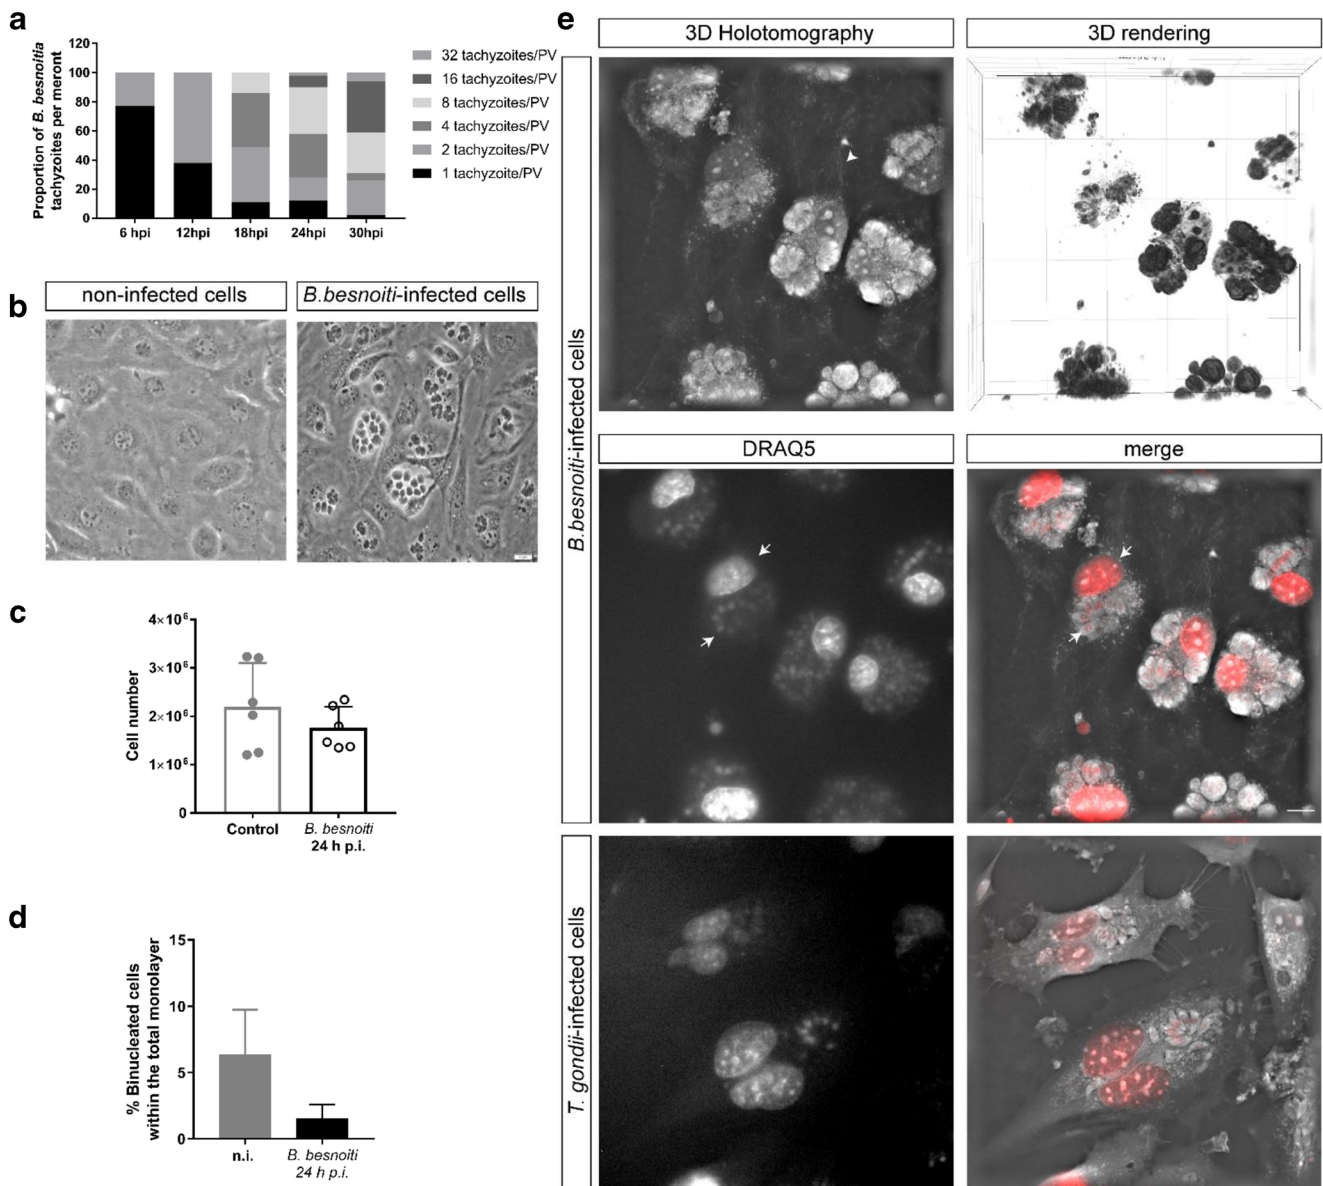 a
Proportion of B. besnoitia
tachyzoites per meront
120
100
80
60
40
20
0
6 hpi 12hpi 18hpi 24hpi 30hpi
32 tachyzoites/PV
16 tachyzoites/PV
8 tachyzoites/PV
4 tachyzoites/PV
2 tachyzoites/PV
1 tachyzoite/PV
b
non-infected cells
B.besnoiti-infected cells
c
Cell number
4×10⁶
3×10⁶
2×10⁶
1×10⁶
0
Control
B. besnoiti
24 h p.i.
d
% Binucleated cells
within the total monolayer
15
10
5
0
n.i.
B. besnoiti
24 h p.i.
e
3D Holotomography
3D rendering
B.besnoiti-infected cells
DRAQ5
merge
T. gondii-infected cells